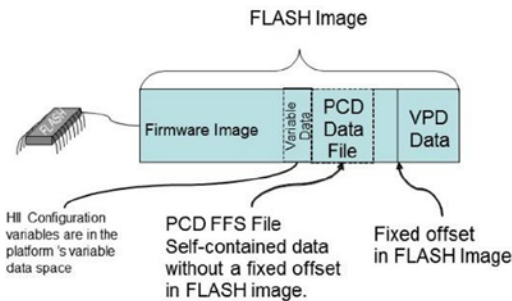 FLASH Image
FLASH
Firmware Image
Variable
Data
PCD
Data
File
VPD
Data
HII Configuration
variables are in the
platform 's variable
data space
PCD FFS File
Self-contained data
without a fixed offset
in FLASH image.
Fixed offset
in FLASH Image